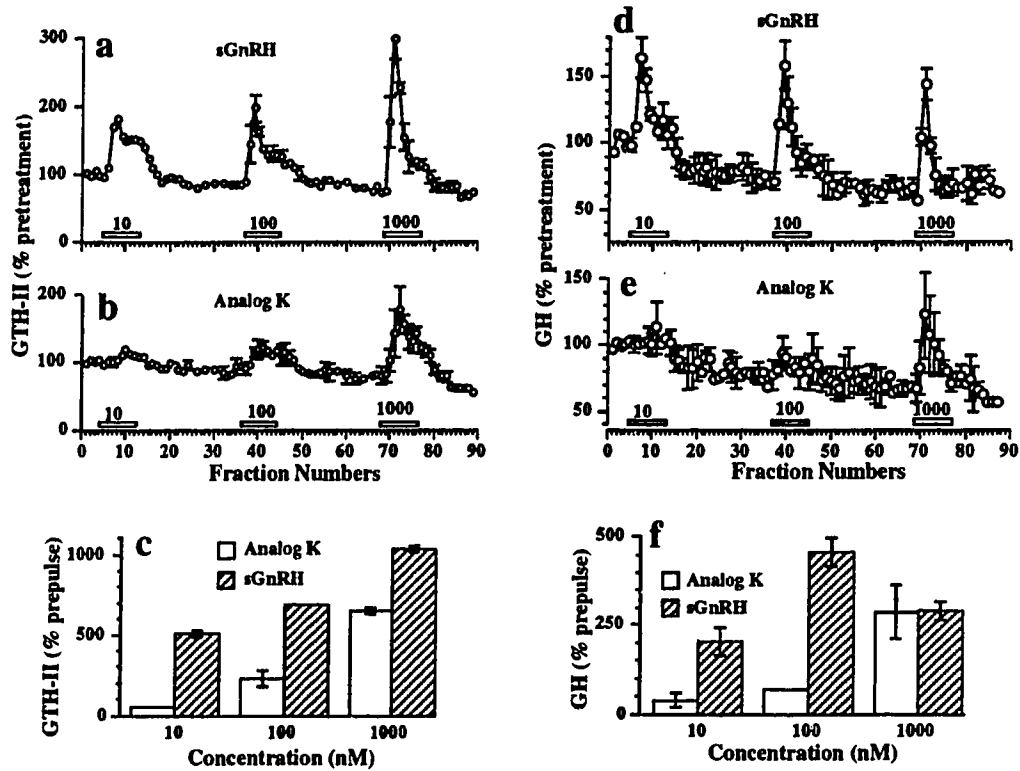 a
sGnRH
GTH-II (% pretreatment)
300
200
100
0
10
100
1000
b
Analog K
200
100
0
10
100
1000
0 10 20 30 40 50 60 70 80 90
Fraction Numbers
c
Analog K
sGnRH
GTH-II (% prepulse)
1000
500
0
10 100 1000
Concentration (nM)
d
sGnRH
GH (% pretreatment)
150
100
50
10
100
1000
e
Analog K
150
100
50
10
100
1000
0 10 20 30 40 50 60 70 80 90
Fraction Numbers
f
Analog K
sGnRH
GH (% prepulse)
500
250
0
10 100 1000
Concentration (nM)